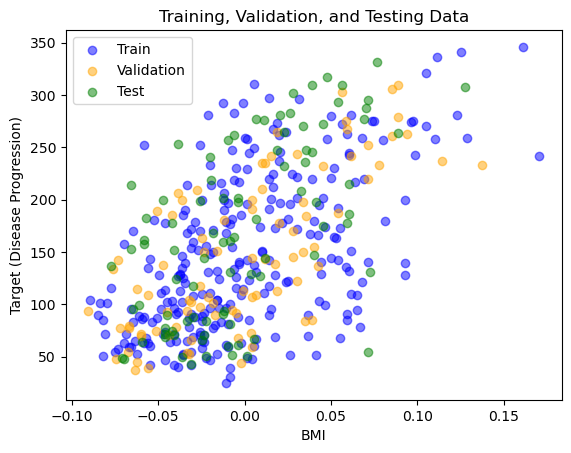 Training, Validation, and Testing Data
Train
Validation
Test
Target (Disease Progression)
350
300
250
200
150
100
50
-0.10
-0.05
0.00
0.05
0.10
0.15
BMI